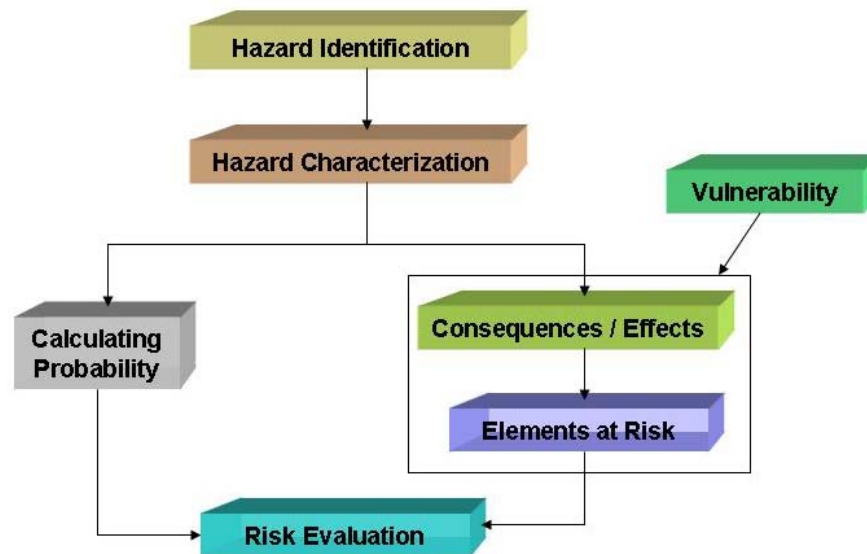 Hazard Identification
Hazard Characterization
Vulnerability
Consequences / Effects
Calculating
Probability
Elements at Risk
Risk Evaluation